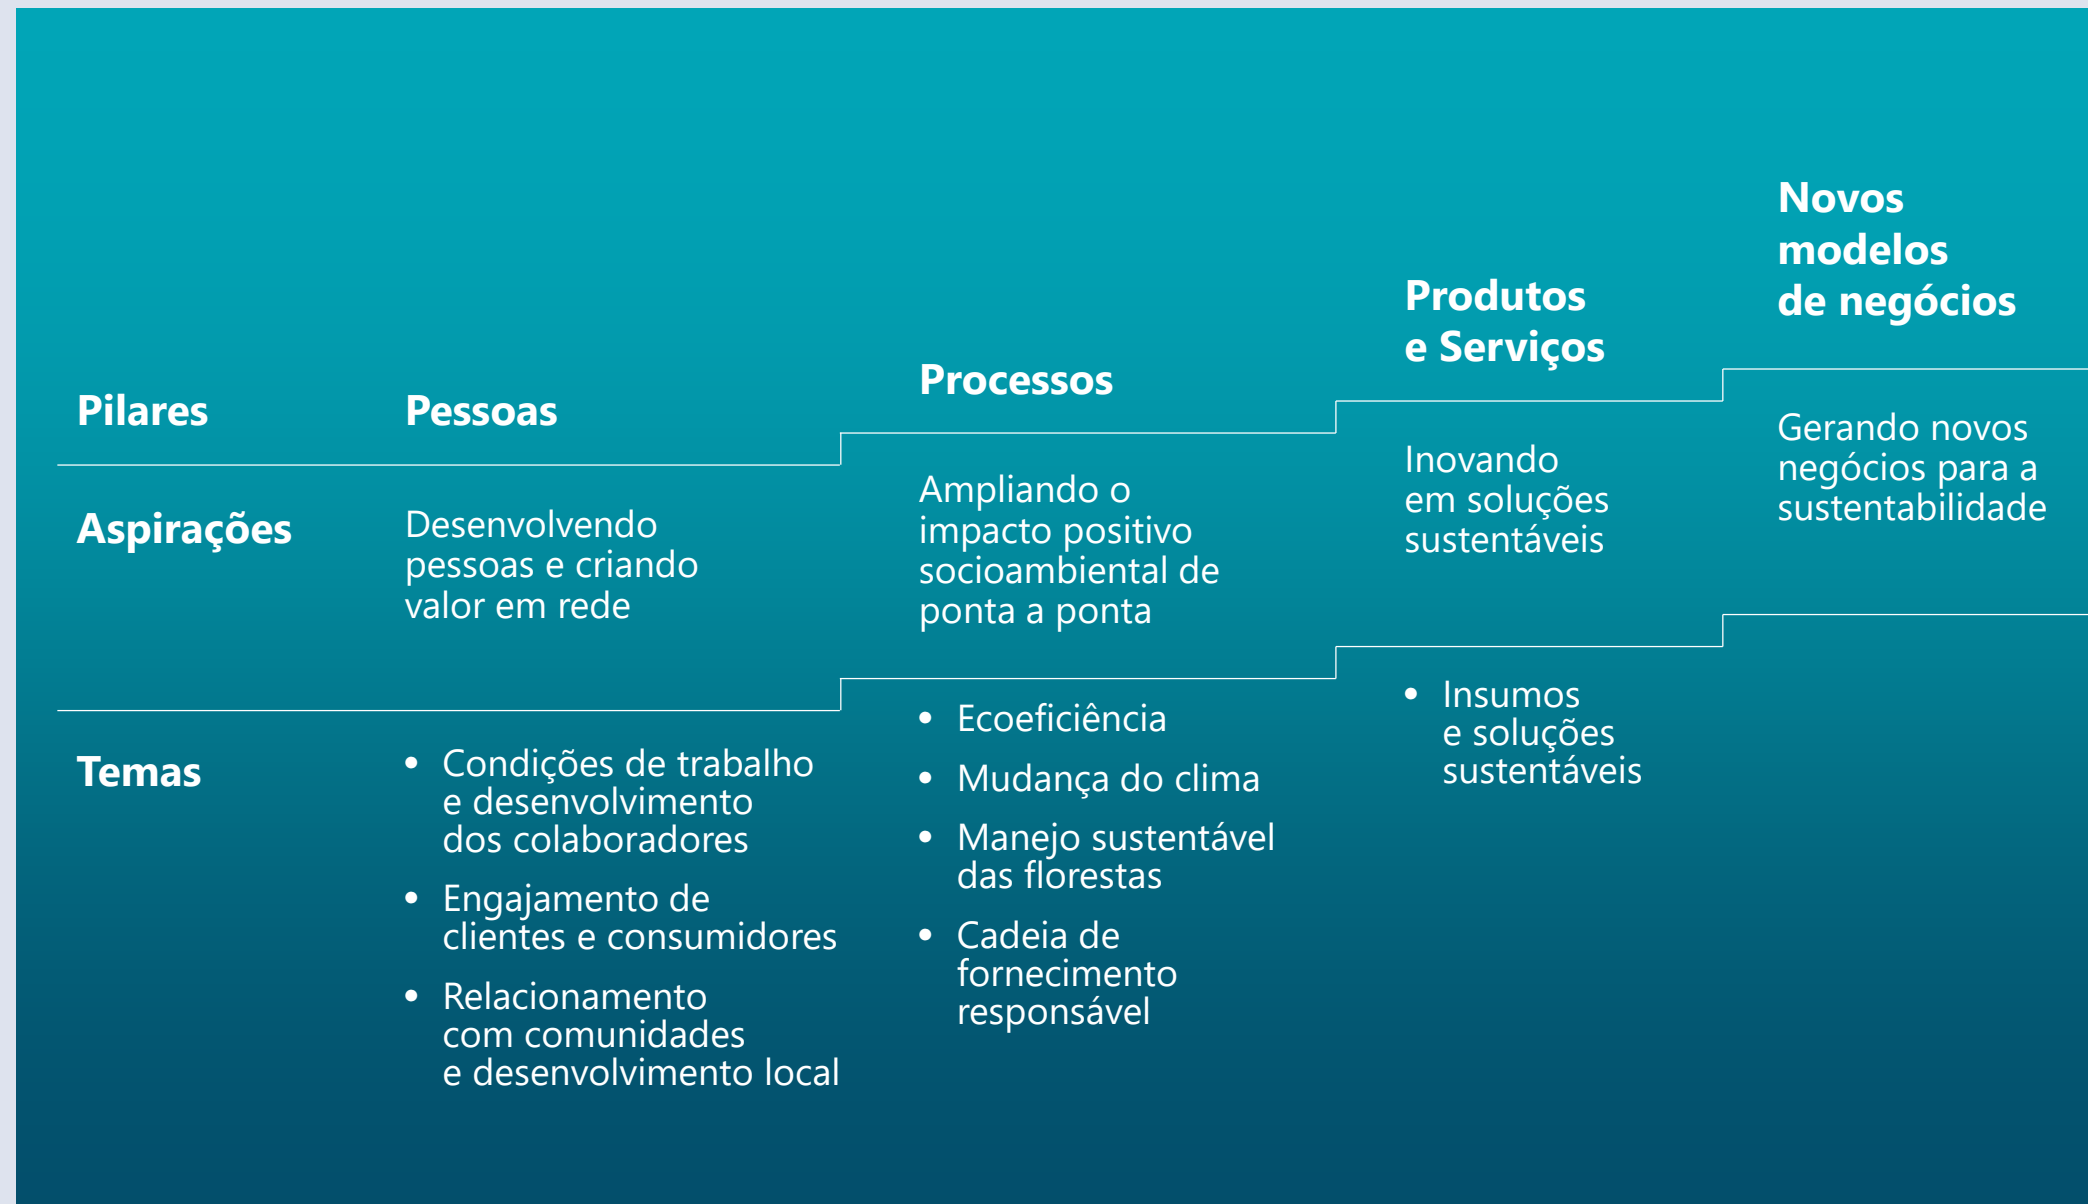 Pilares
Pessoas
Processos
Produtos
e Serviços
Novos
modelos
de negócios
Aspirações
Desenvolvendo
pessoas e criando
valor em rede
Ampliando o
impacto positivo
socioambiental de
ponta a ponta
Inovando
em soluções
sustentáveis
Gerando novos
negócios para a
sustentabilidade
Temas
• Condições de trabalho
e desenvolvimento
dos colaboradores
• Engajamento de
clientes e consumidores
• Relacionamento
com comunidades
e desenvolvimento local
• Ecoeficiência
• Mudança do clima
• Manejo sustentável
das florestas
• Cadeia de
fornecimento
responsável
• Insumos
e soluções
sustentáveis